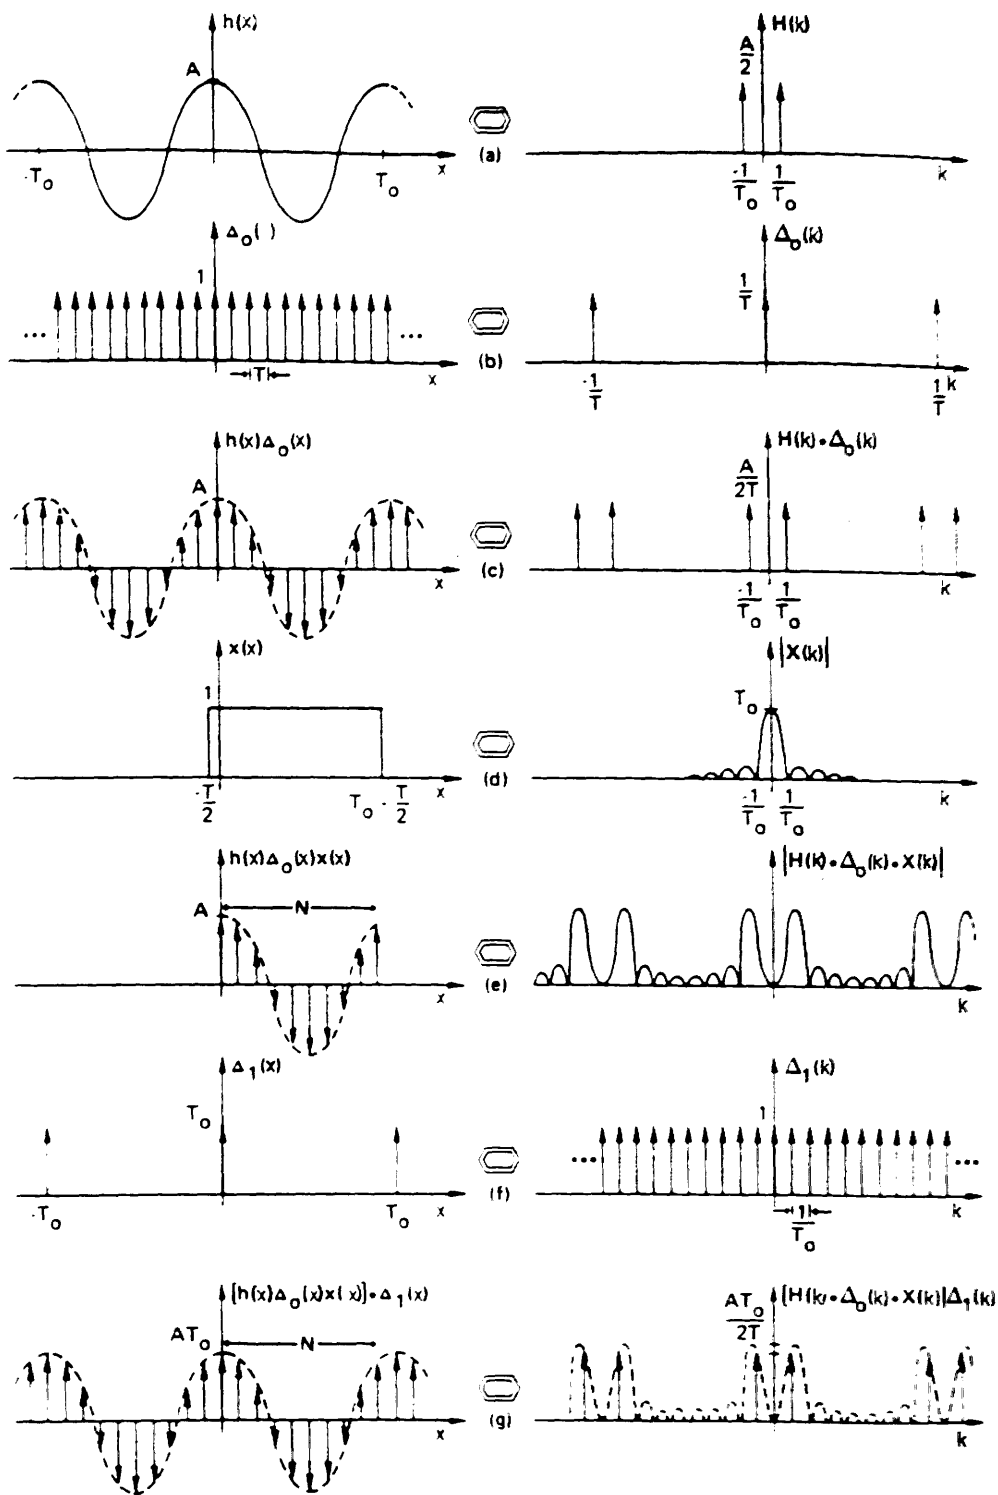 h(x)
H(k)
A
A/2
-T₀
T₀
x
(a)
-1/T₀
1/T₀
k
Δ₀( )
Δ₀(k)
1
1/T
...
...
T
x
(b)
-1/T
1/T
k
h(x)Δ₀(x)
H(k)*Δ₀(k)
A
A/2T
x
(c)
-1/T₀
1/T₀
k
x(x)
|X(k)|
1
T₀
-T/2
T₀ - T/2
x
(d)
-1/T₀
1/T₀
k
h(x)Δ₀(x)x(x)
|H(k)*Δ₀(k)*X(k)|
A
N
x
(e)
k
Δ₁(x)
Δ₁(k)
T₀
1
...
...
-T₀
T₀
x
(f)
1/T₀
k
[h(x)Δ₀(x)x(x)]*Δ₁(x)
[H(k)*Δ₀(k)*X(k)]Δ₁(k)
AT₀
N
AT₀/2T
x
(g)
k